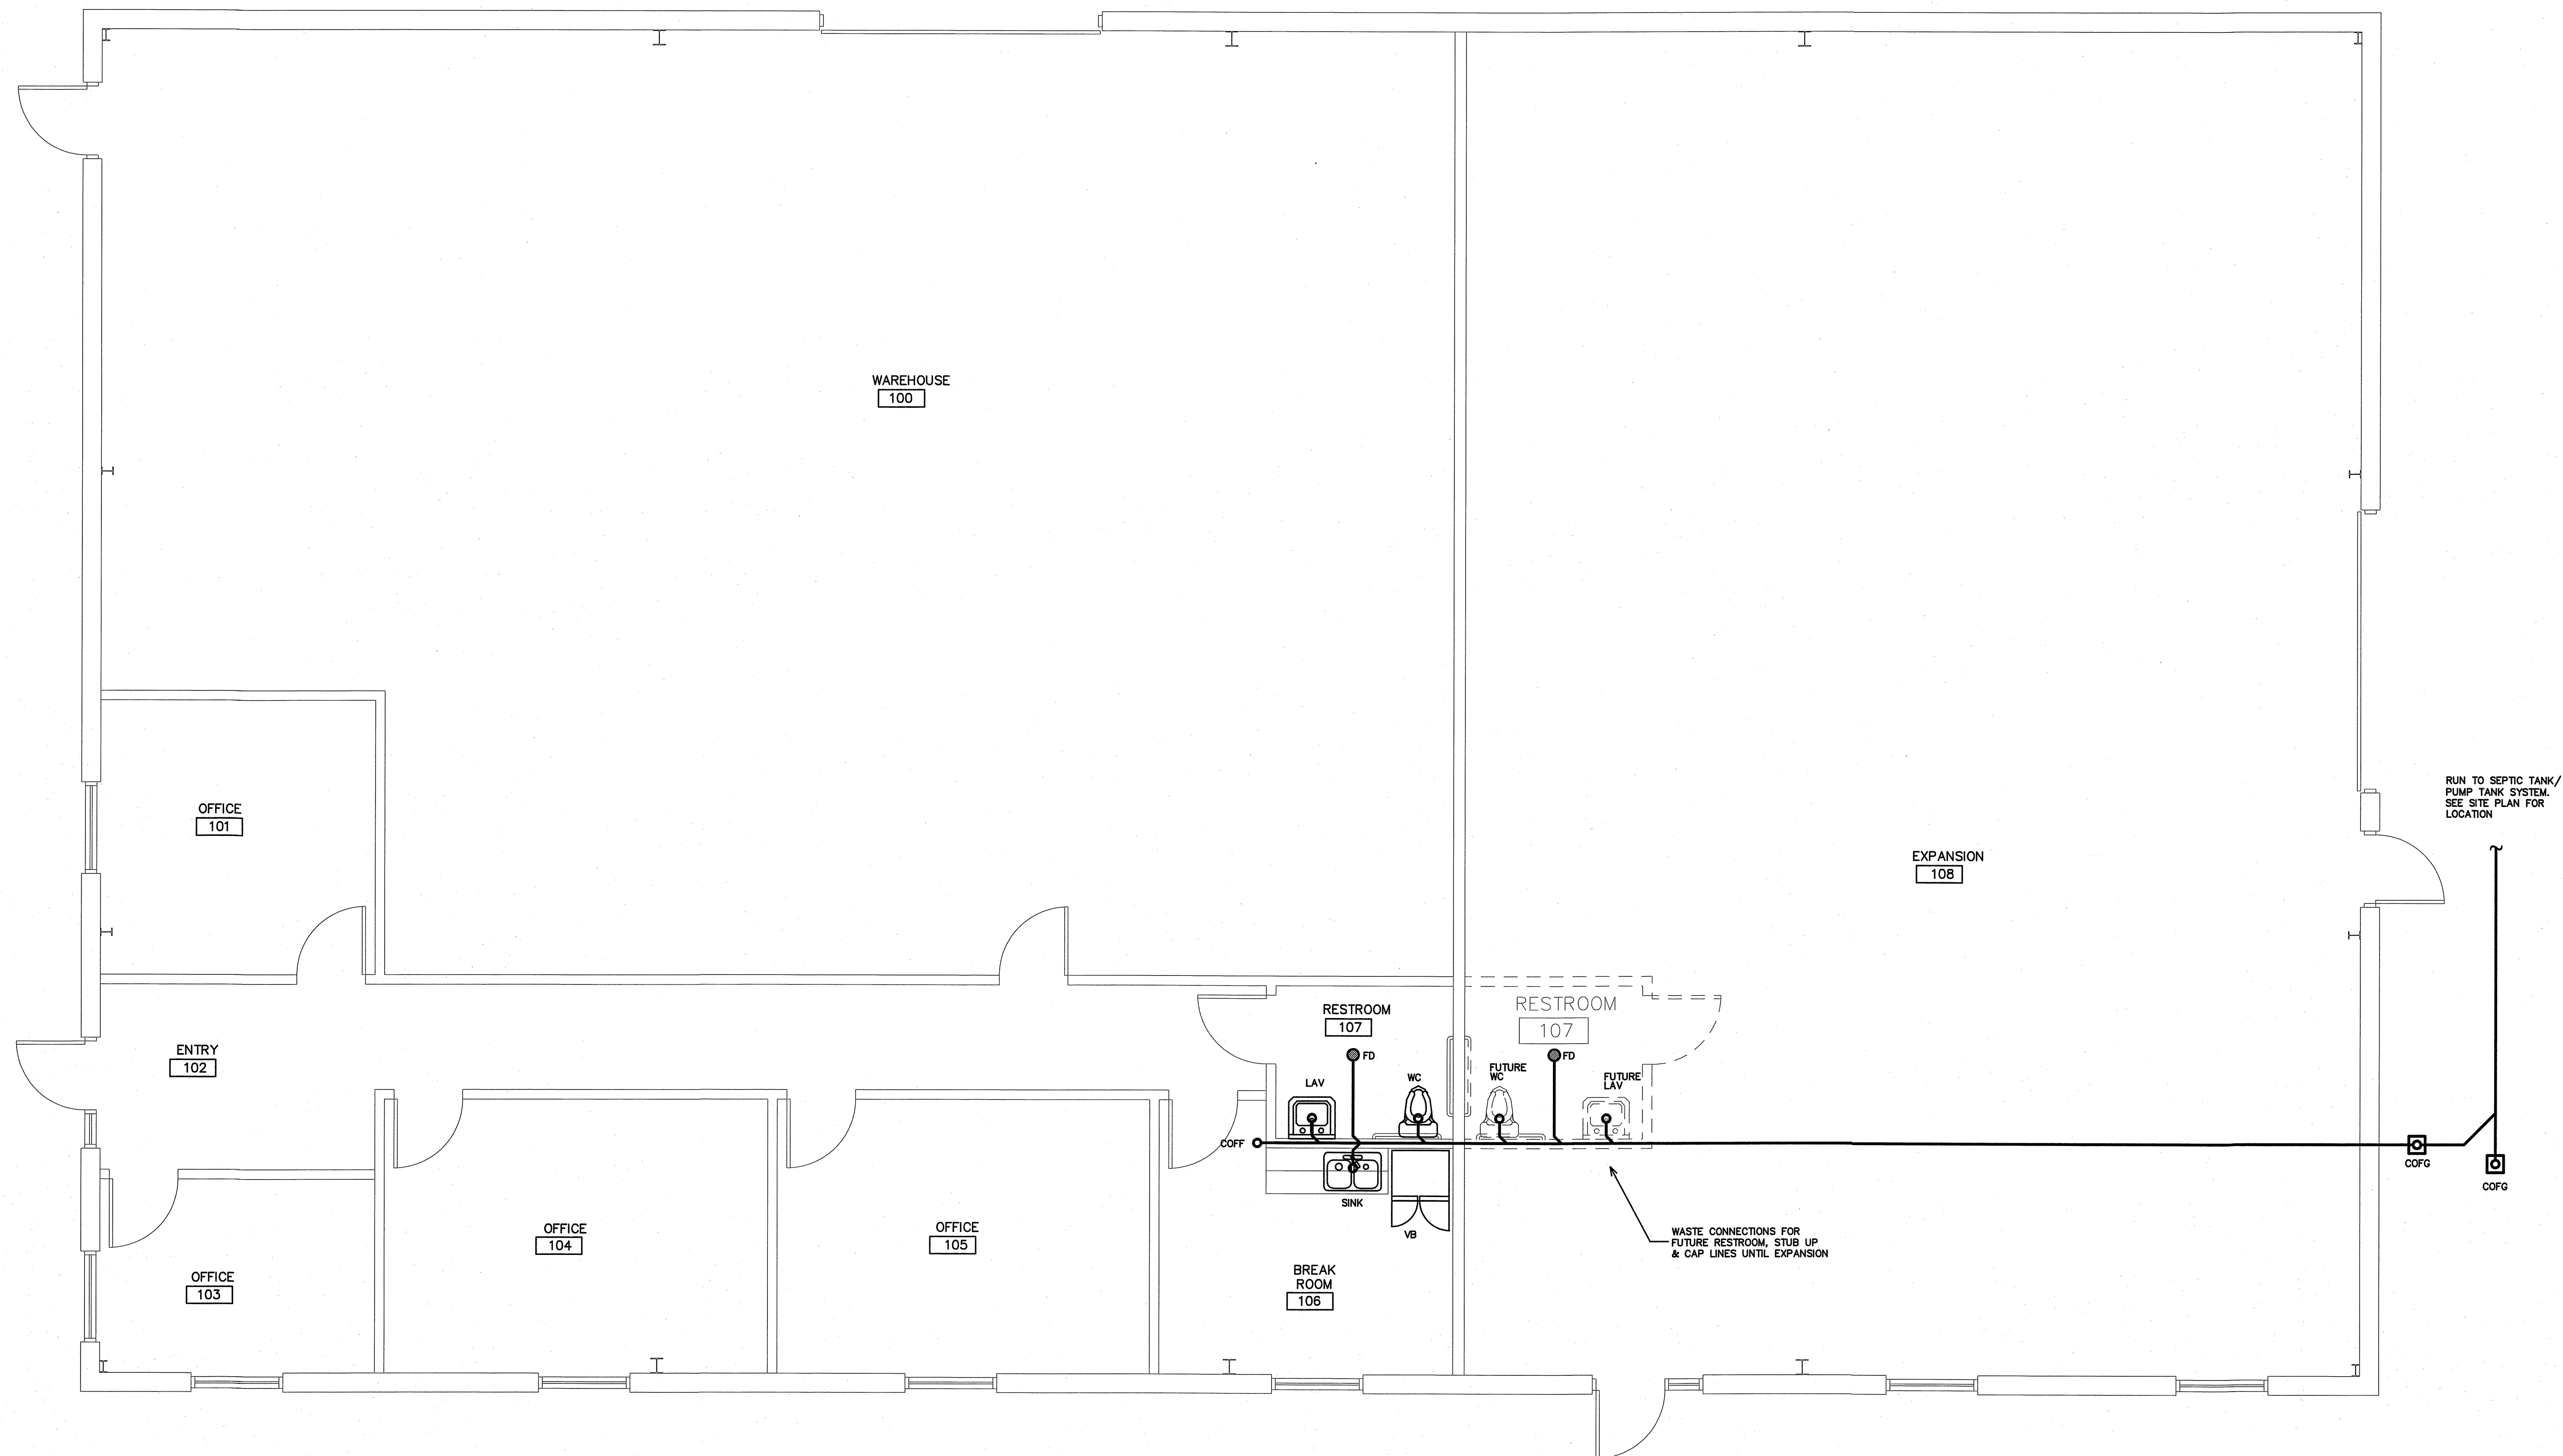 WAREHOUSE
100
RUN TO SEPTIC TANK/
PUMP TANK SYSTEM.
SEE SITE PLAN FOR
LOCATION
OFFICE
101
EXPANSION
108
RESTROOM
107
RESTROOM
107
ENTRY
102
FD
FD
LAV
WC
FUTURE
WC
FUTURE
LAV
COFF
COFG
COFG
SINK
VB
WASTE CONNECTIONS FOR
FUTURE RESTROOM, STUB UP
& CAP LINES UNTIL EXPANSION
OFFICE
104
OFFICE
105
OFFICE
103
BREAK
ROOM
106